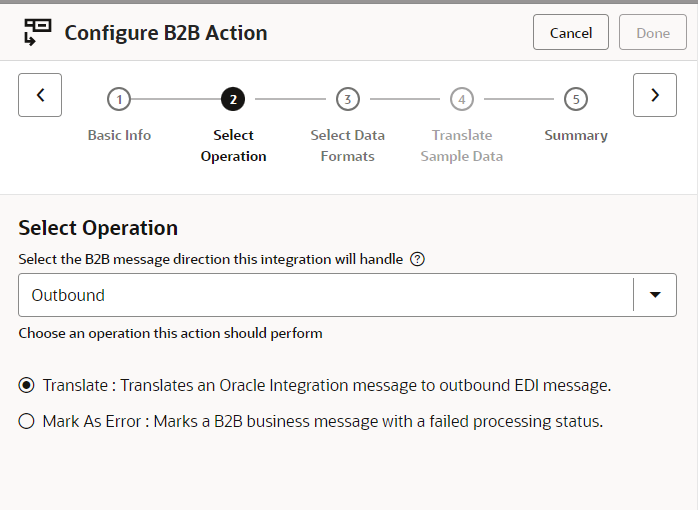 Configure B2B Action
Cancel
Done
1
2
3
4
5
Basic Info
Select
Operation
Select Data
Formats
Translate
Sample Data
Summary
Select Operation
Select the B2B message direction this integration will handle ?
Outbound
Choose an operation this action should perform
Translate : Translates an Oracle Integration message to outbound EDI message.
Mark As Error : Marks a B2B business message with a failed processing status.